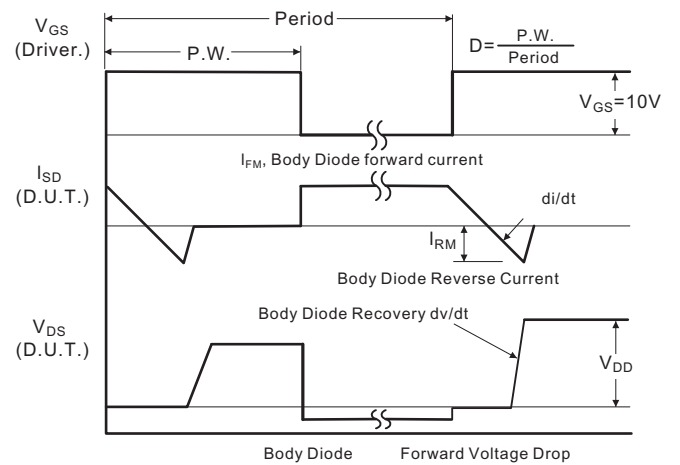 V_GS
(Driver.)
Period
P.W.
D= P.W. / Period
V_GS=10V
I_FM, Body Diode forward current
I_SD
(D.U.T.)
di/dt
I_RM
Body Diode Reverse Current
Body Diode Recovery dv/dt
V_DS
(D.U.T.)
V_DD
Body Diode Forward Voltage Drop